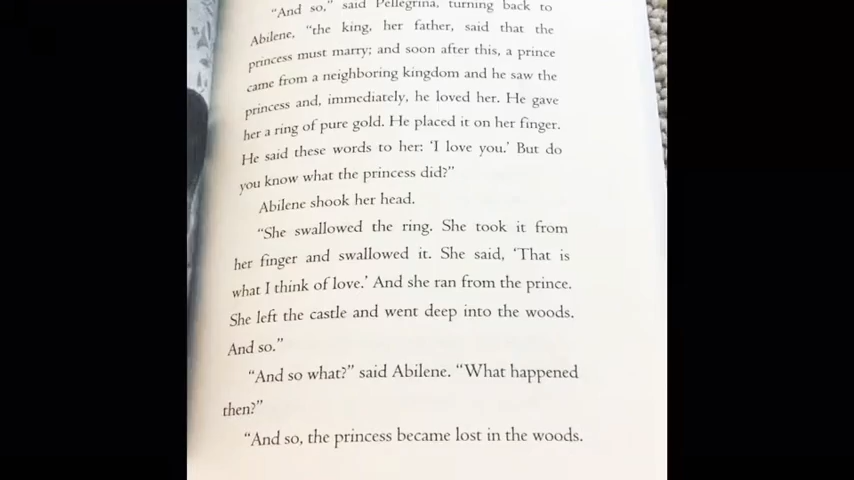 "And so," said Pellegrina, turning back to
Abilene, "the king, her father, said that the
princess must marry; and soon after this, a prince
came from a neighboring kingdom and he saw the
princess and, immediately, he loved her. He gave
her a ring of pure gold. He placed it on her finger.
He said these words to her: 'I love you.' But do
you know what the princess did?"
Abilene shook her head.
"She swallowed the ring. She took it from
her finger and swallowed it. She said, 'That is
what I think of love.' And she ran from the prince.
She left the castle and went deep into the woods.
And so."
"And so what?" said Abilene. "What happened
then?"
"And so, the princess became lost in the woods.